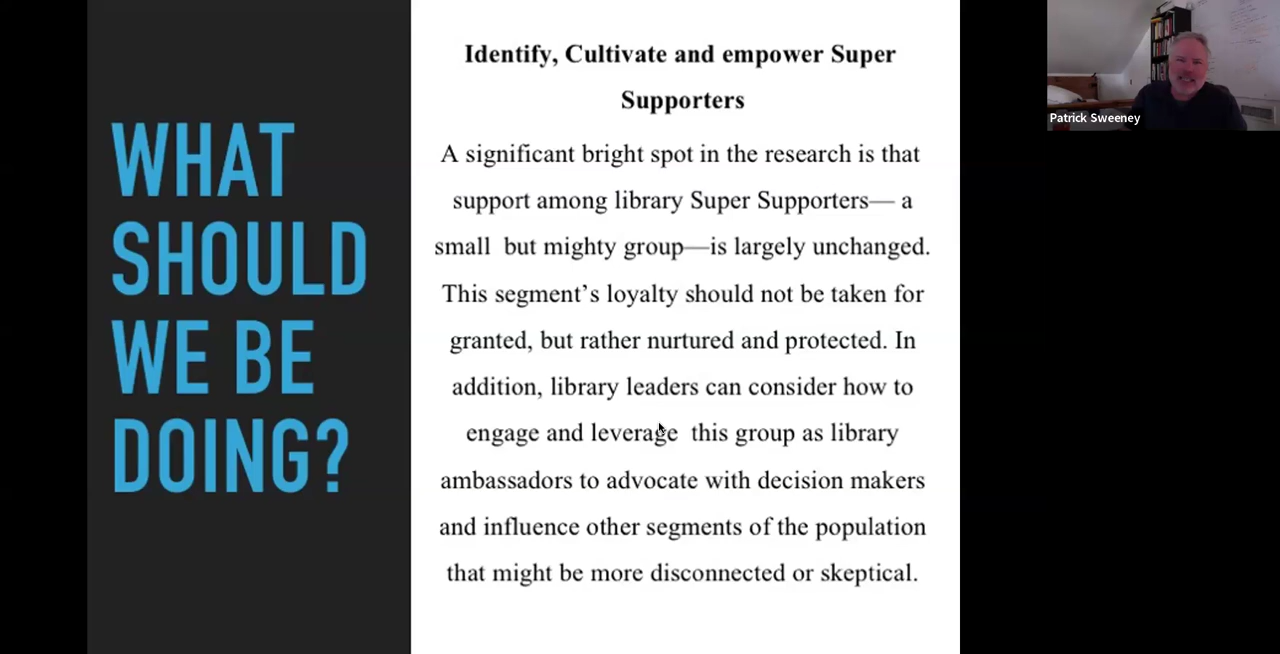 WHAT
SHOULD
WE BE
DOING?
Identify, Cultivate and empower Super
Supporters
A significant bright spot in the research is that
support among library Super Supporters— a
small  but mighty group—is largely unchanged.
This segment’s loyalty should not be taken for
granted, but rather nurtured and protected. In
addition, library leaders can consider how to
engage and leverage  this group as library
ambassadors to advocate with decision makers
and influence other segments of the population
that might be more disconnected or skeptical.
Patrick Sweeney